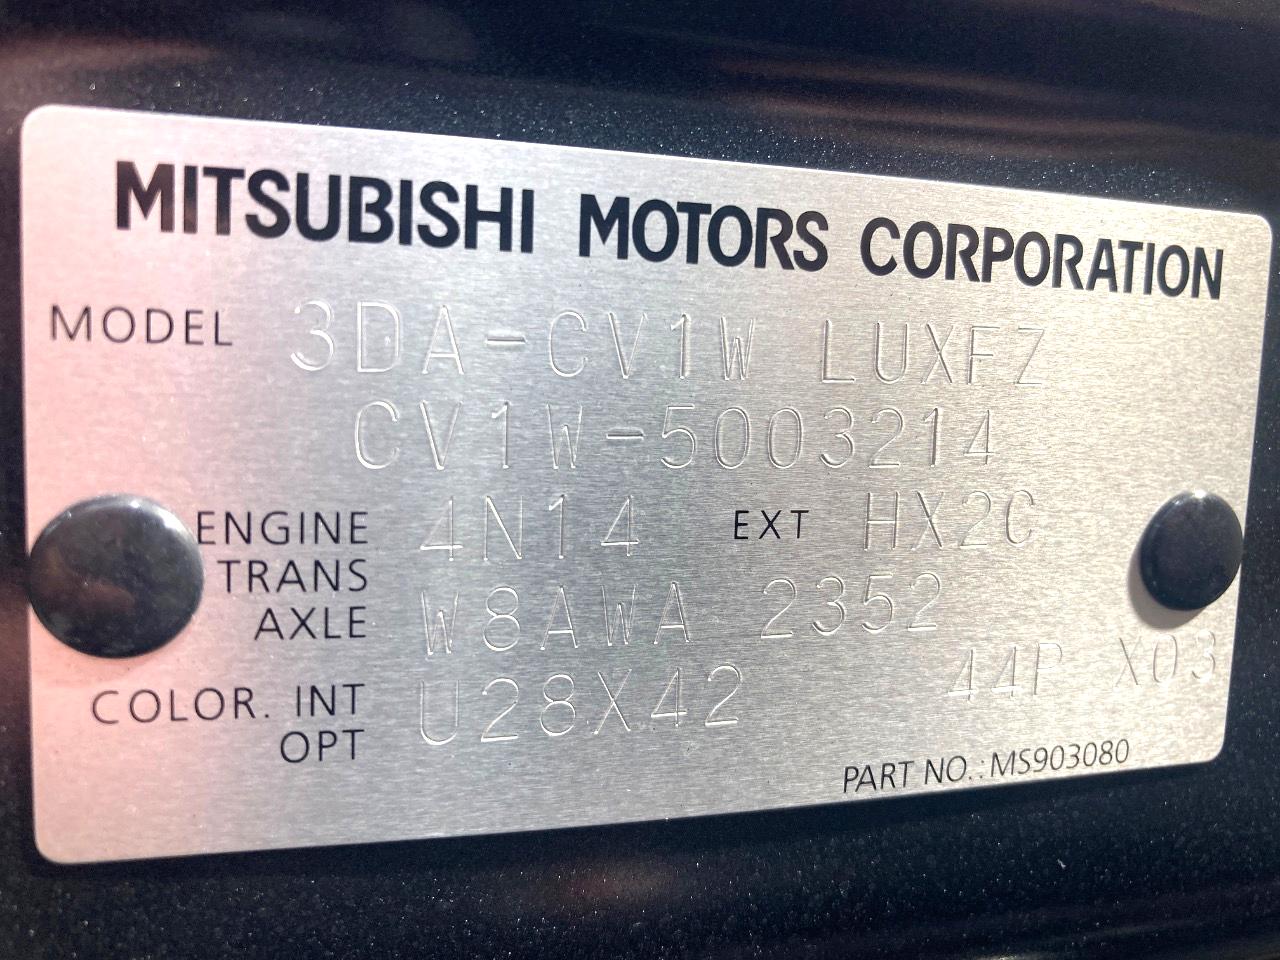 MITSUBISHI MOTORS CORPORATION
MODEL 3DA-CV1W LUXFZ
CV1W-5003214
ENGINE 4N14 EXT HX2C
TRANS
AXLE W8AWA 2352
COLOR. INT
OPT U28X42 44P X03
PART NO.:MS903080